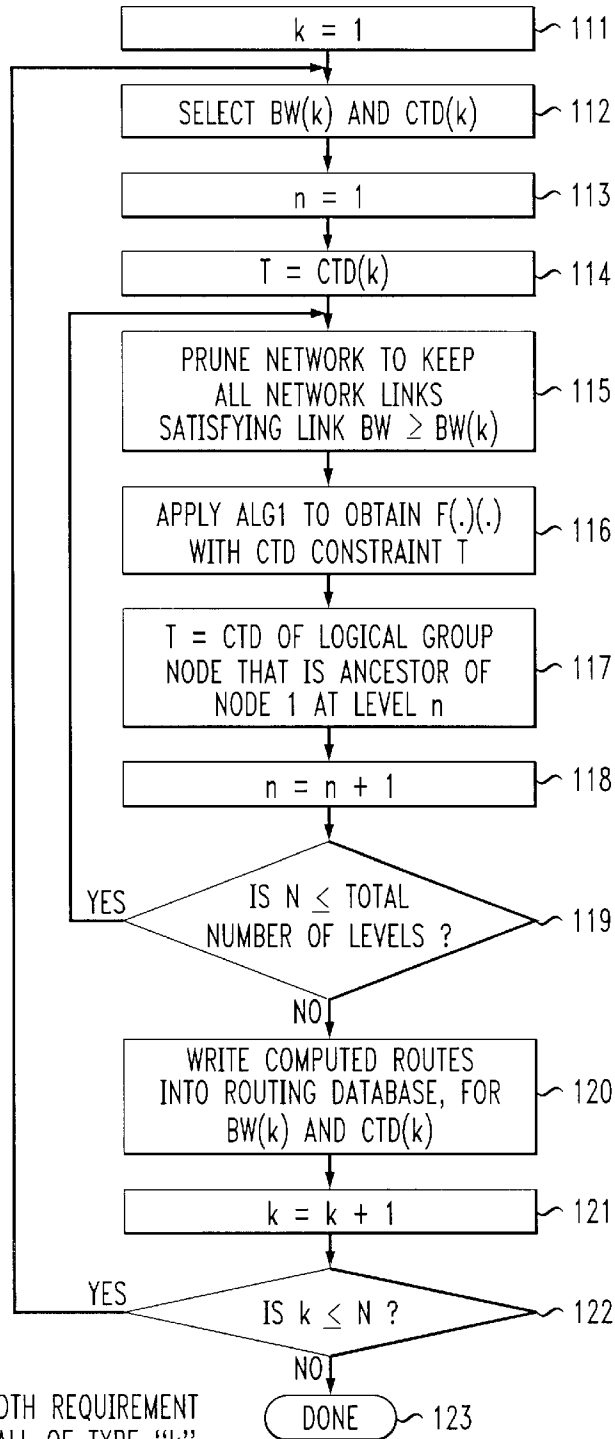 k = 1
111
SELECT BW(k) AND CTD(k)
112
n = 1
113
T = CTD(k)
114
PRUNE NETWORK TO KEEP
ALL NETWORK LINKS
SATISFYING LINK BW ≥ BW(k)
115
APPLY ALG1 TO OBTAIN F(.)(.)
WITH CTD CONSTRAINT T
116
T = CTD OF LOGICAL GROUP
NODE THAT IS ANCESTOR OF
NODE 1 AT LEVEL n
117
n = n + 1
118
YES
IS N ≤ TOTAL
NUMBER OF LEVELS ?
119
NO
WRITE COMPUTED ROUTES
INTO ROUTING DATABASE, FOR
BW(k) AND CTD(k)
120
k = k + 1
121
YES
IS k ≤ N ?
122
NO
REQUIREMENT
DONE
123
OF TYPE "k"